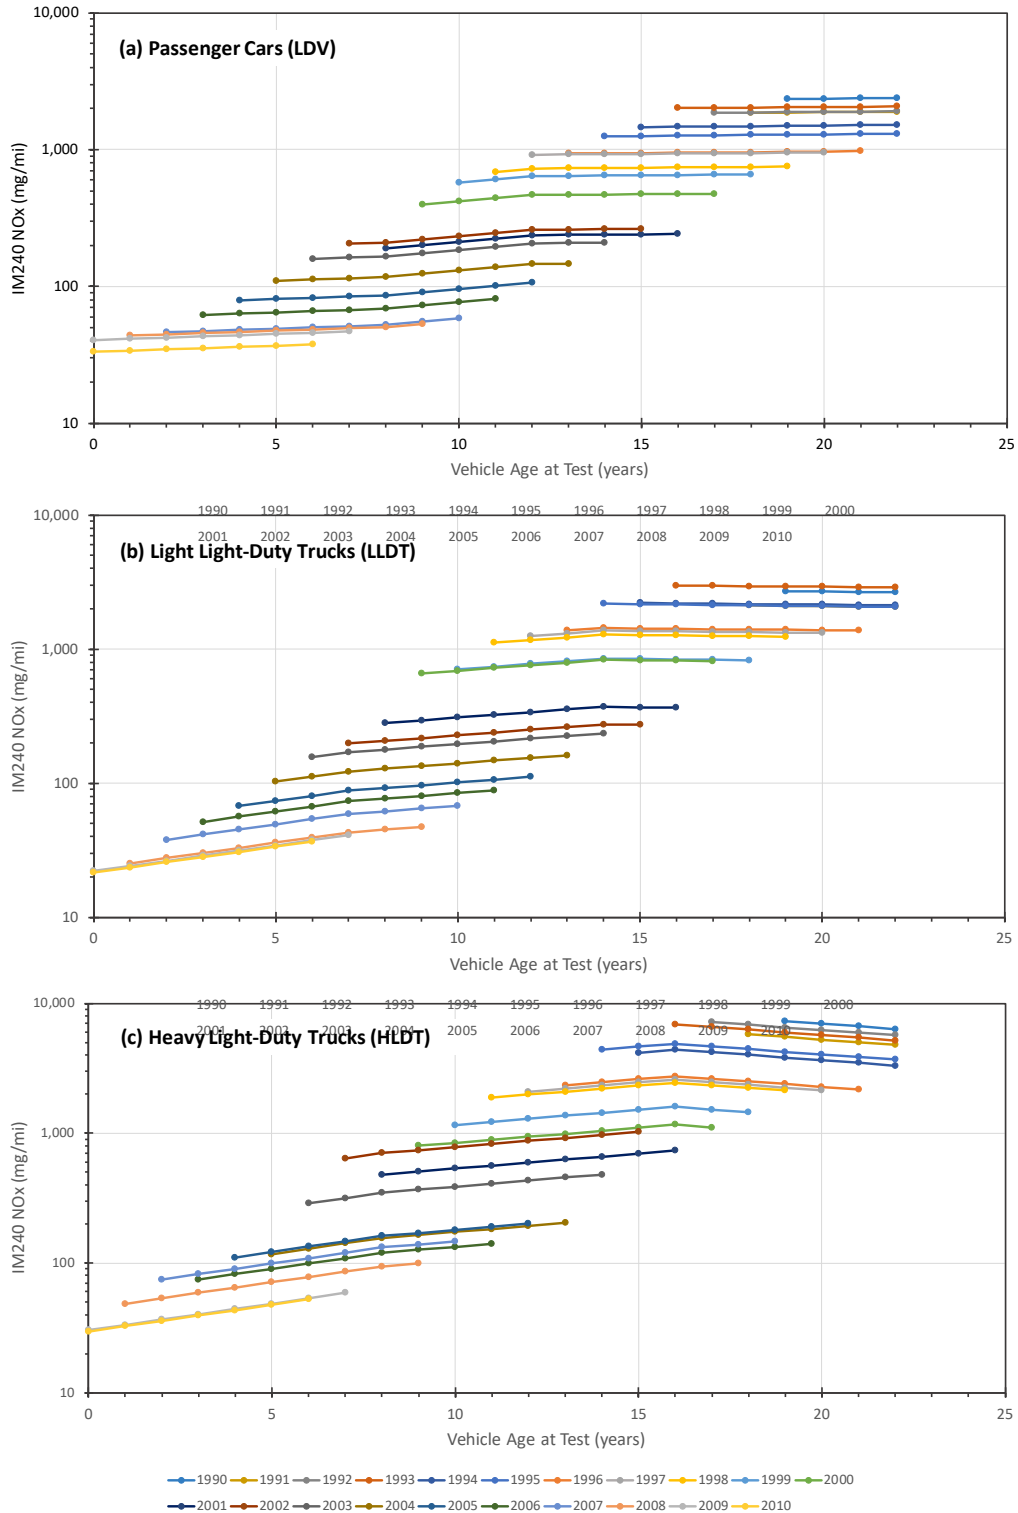 10,000
(a) Passenger Cars (LDV)
1,000
IM240 NOx (mg/mi)
100
10
0 5 10 15 20 25
Vehicle Age at Test (years)
10,000
1990 1991 1992 1993 1994 1995 1996 1997 1998 1999 2000
2001 2002 2003 2004 2005 2006 2007 2008 2009 2010
(b) Light Light-Duty Trucks (LLDT)
1,000
IM240 NOx (mg/mi)
100
10
0 5 10 15 20 25
Vehicle Age at Test (years)
10,000
1990 1991 1992 1993 1994 1995 1996 1997 1998 1999 2000
2001 2002 2003 2004 2005 2006 2007 2008 2009 2010
(c) Heavy Light-Duty Trucks (HLDT)
1,000
IM240 NOx (mg/mi)
100
10
0 5 10 15 20 25
Vehicle Age at Test (years)
1990 1991 1992 1993 1994 1995 1996 1997 1998 1999 2000
2001 2002 2003 2004 2005 2006 2007 2008 2009 2010